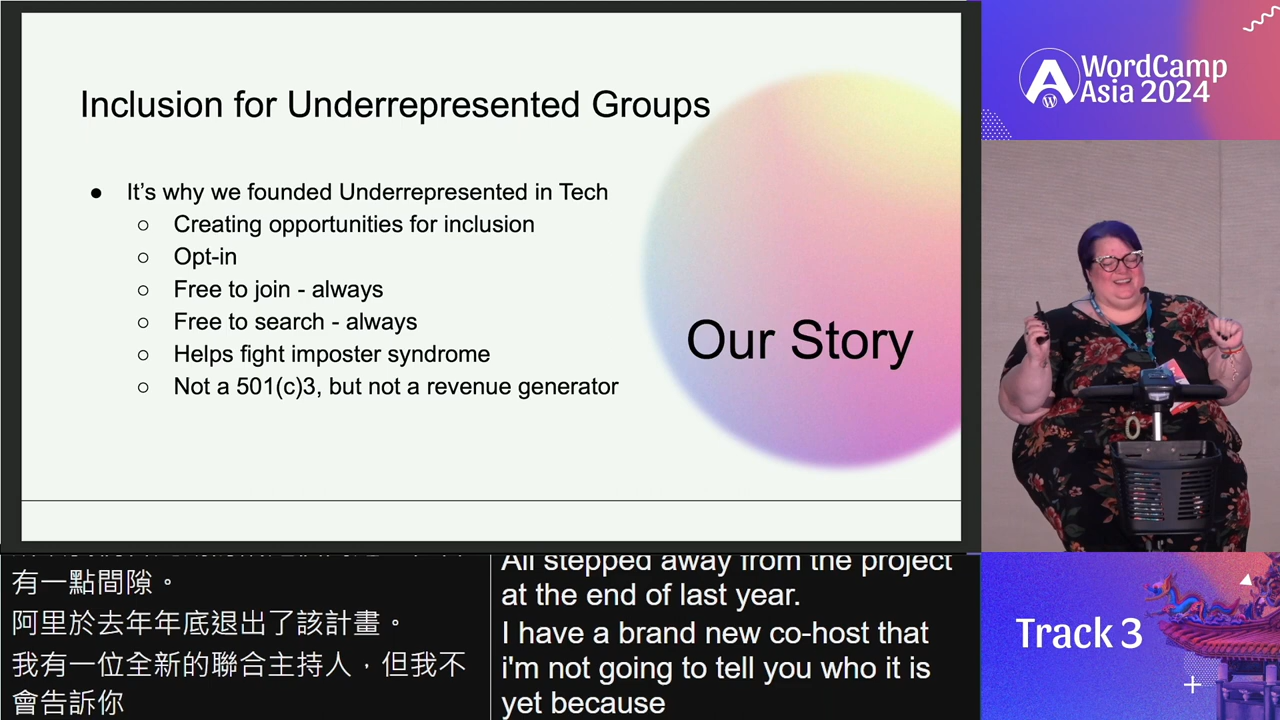 Inclusion for Underrepresented Groups
● It’s why we founded Underrepresented in Tech
○ Creating opportunities for inclusion
○ Opt-in
○ Free to join - always
○ Free to search - always
○ Helps fight imposter syndrome
○ Not a 501(c)3, but not a revenue generator
Our Story
WordCamp
Asia 2024
有一點間隙。
阿里於去年年底退出了該計畫。
我有一位全新的聯合主持人，但我不
會告訴你
All stepped away from the project
at the end of last year.
I have a brand new co-host that
i'm not going to tell you who it is
yet because
Track 3